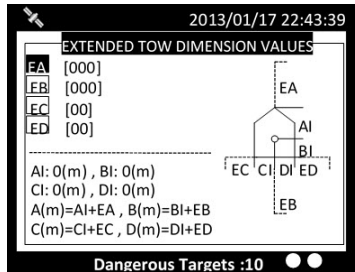 2013/01/17 22:43:39
EXTENDED TOW DIMENSION VALUES
EA [000]
EB [000]
EC [00]
ED [00]
EA
AI
BI
EC CI DI ED
EB
AI: 0(m) , BI: 0(m)
CI: 0(m) , DI: 0(m)
A(m)=AI+EA , B(m)=BI+EB
C(m)=CI+EC , D(m)=DI+ED
Dangerous Targets :10